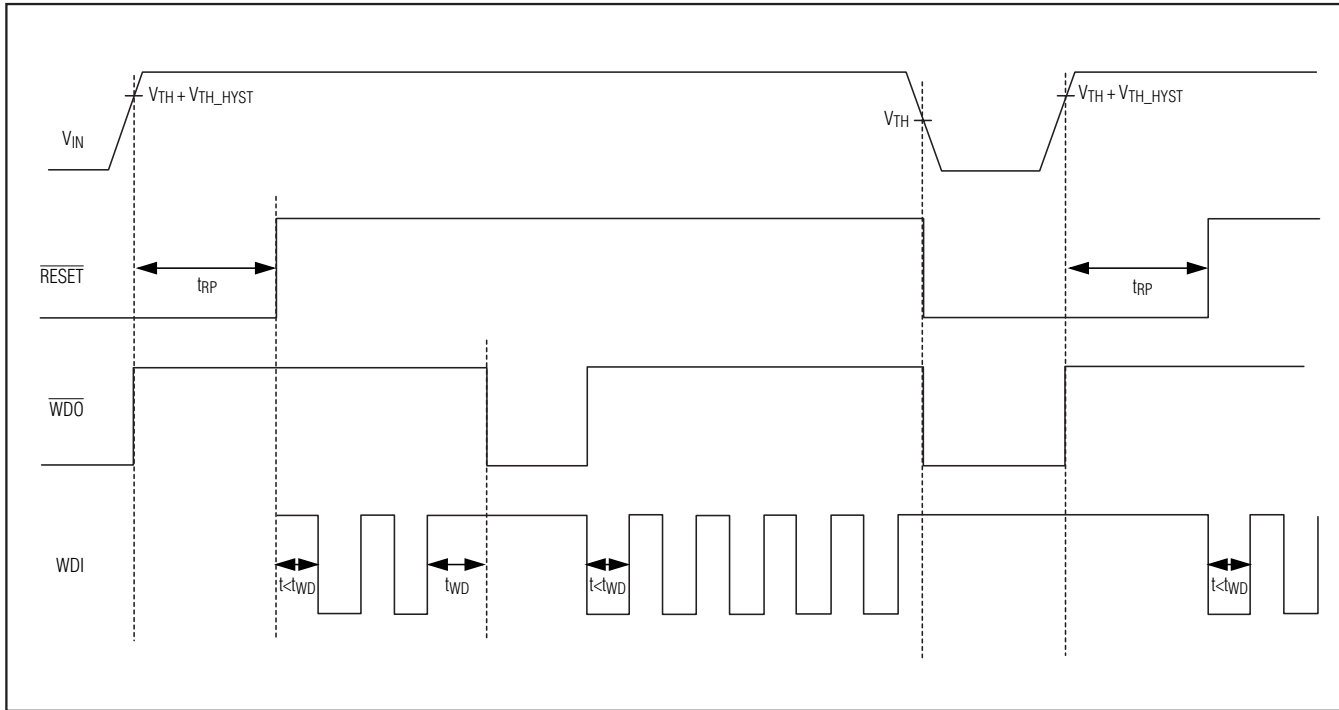 VTH + VTH_HYST
VTH + VTH_HYST
VTH
VIN
RESET
tRP
tRP
WDO
WDI
t<tWD
tWD
t<tWD
t<tWD